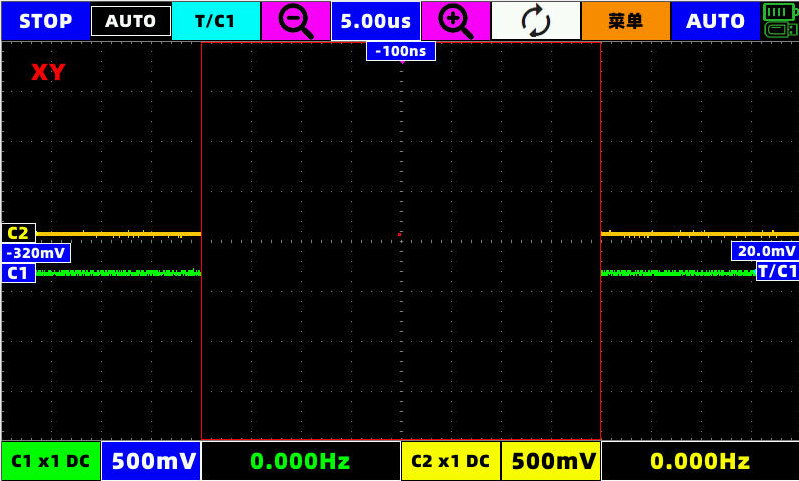 STOP AUTO T/C1 5.00us 菜单 AUTO
-100ns
XY
C2
-320mV 20.0mV
C1 T/C1
C1 x1 DC 500mV 0.000Hz C2 x1 DC 500mV 0.000Hz